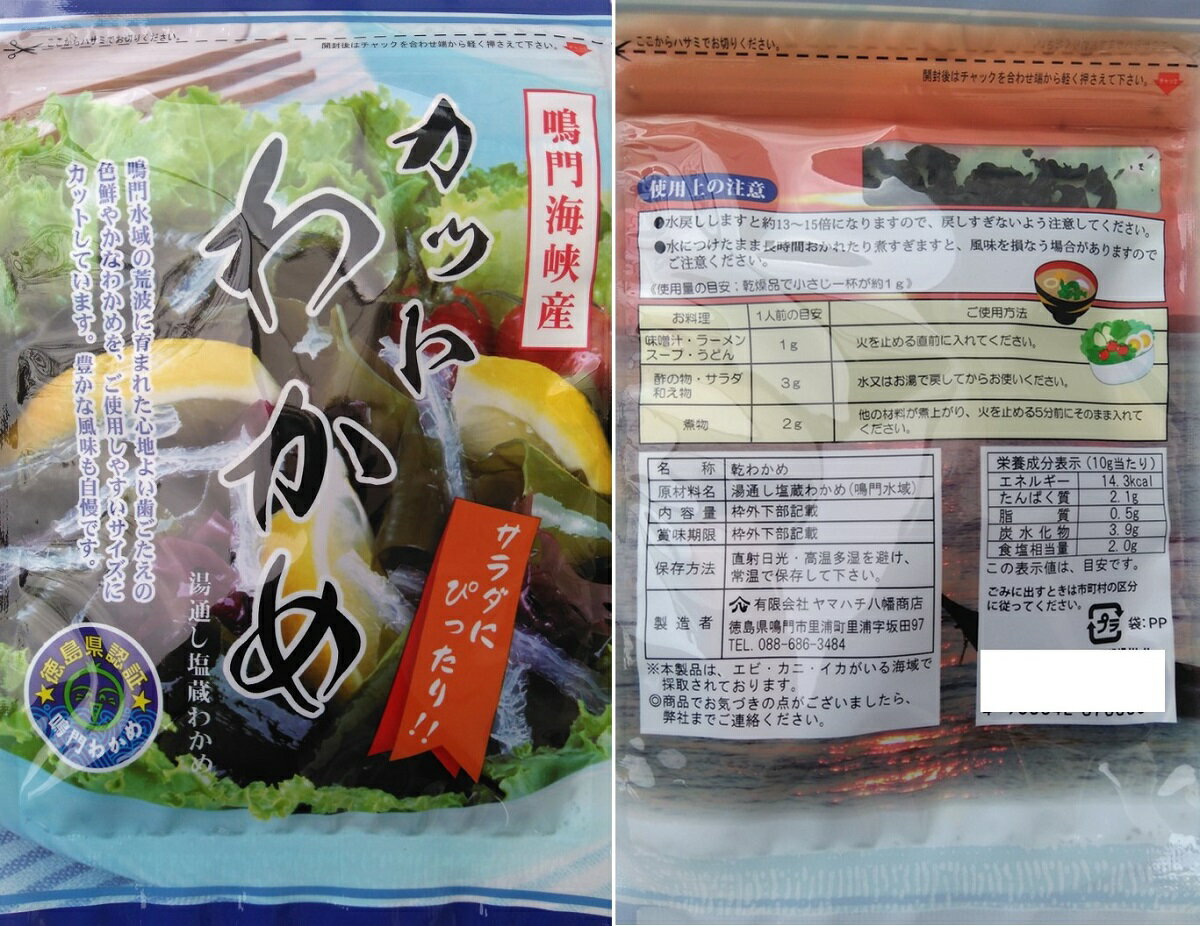 ここからハサミでお切りください。
開封後はチャックを合わせ端から軽く押さえて下さい。
鳴門海峡産
カット
わかめ
鳴門水域の荒波に育まれた心地よい歯ごたえの
色鮮やかなわかめを、ご使用しやすいサイズに
カットしています。豊かな風味も自慢です。
サラダに
ぴったり!!
湯通し塩蔵わかめ
徳島県認証
鳴門わかめ
ここからハサミでお切りください。
開封後はチャックを合わせ端から軽く押さえて下さい。
チャック
使用上の注意
●水戻ししますと約13〜15倍になりますので、戻しすぎないよう注意してください。
●水につけたまま長時間おかれたり煮すぎますと、風味を損なう場合がありますので
ご注意ください。
《使用量の目安：乾燥品で小さじ一杯が約1g》
お料理 1人前の目安 ご使用方法
味噌汁・ラーメン
スープ・うどん 1g 火を止める直前に入れてください。
酢の物・サラダ
和え物 3g 水又はお湯で戻してからお使いください。
煮物 2g 他の材料が煮上がり、火を止める5分前にそのまま入れて
ください。
名称 乾わかめ
原材料名 湯通し塩蔵わかめ(鳴門水域)
内容量 枠外下部記載
賞味期限 枠外下部記載
保存方法 直射日光・高温多湿を避け、
常温で保存して下さい。
製造者 有限会社 ヤマハチ八幡商店
徳島県鳴門市里浦町里浦字坂田97
TEL. 088-686-3484
※本製品は、エビ・カニ・イカがいる海域で
採取されております。
◎商品でお気づきの点がございましたら、
弊社までご連絡ください。
栄養成分表示(10g当たり)
エネルギー 14.3kcal
たんぱく質 2.1g
脂質 0.5g
炭水化物 3.9g
食塩相当量 2.0g
この表示値は、目安です。
ごみに出すときは市町村の区分
に従ってください。
プラ 袋:PP